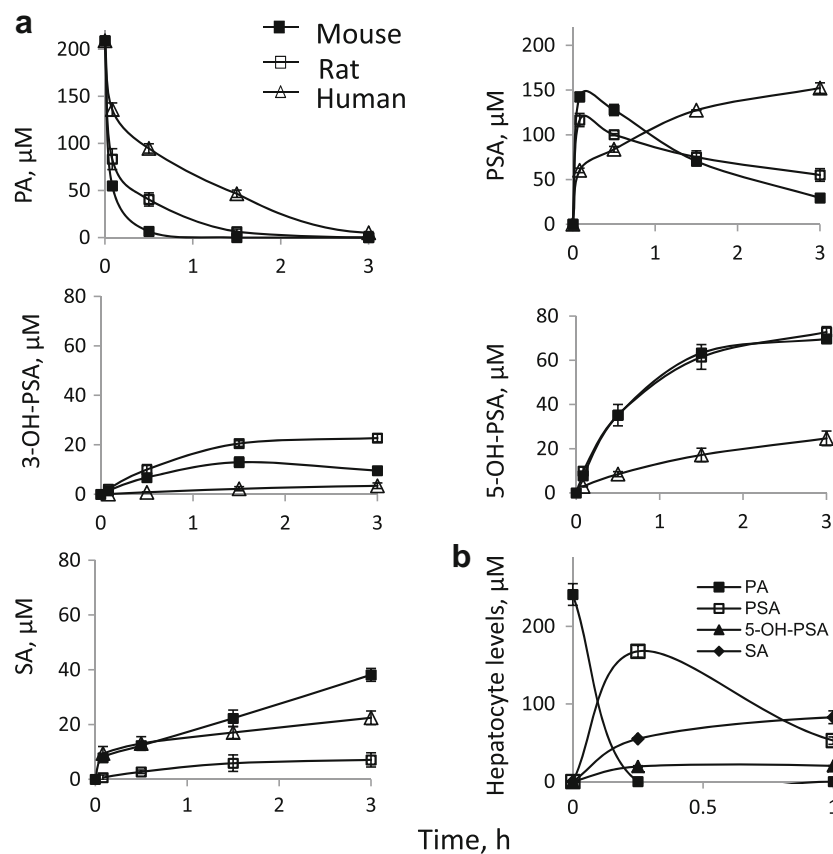 a
Mouse
Rat
Human
PA, µM
200
150
100
50
0
0 1 2 3
PSA, µM
200
150
100
50
0
0 1 2 3
3-OH-PSA, µM
80
60
40
20
0
0 1 2 3
5-OH-PSA, µM
80
60
40
20
0
0 1 2 3
SA, µM
80
60
40
20
0
0 1 2 3
b
Hepatocyte levels, µM
PA
PSA
5-OH-PSA
SA
200
100
0
0 0.5 1
Time, h